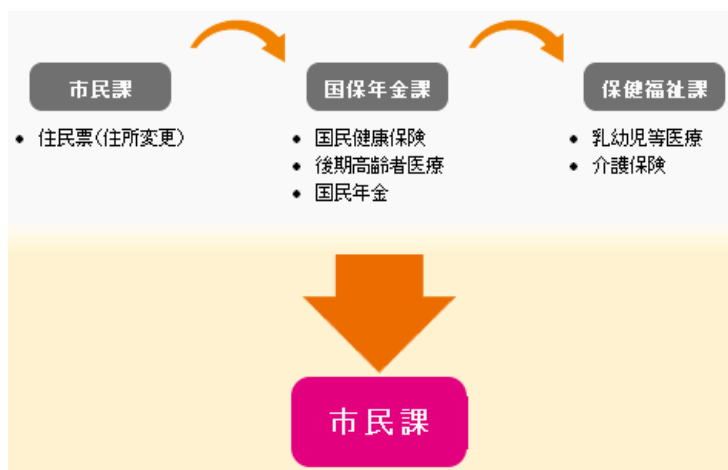 市民課
国保年金課
保健福祉課
• 住民票(住所変更)
• 国民健康保険
• 後期高齢者医療
• 国民年金
• 乳幼児等医療
• 介護保険
市民課